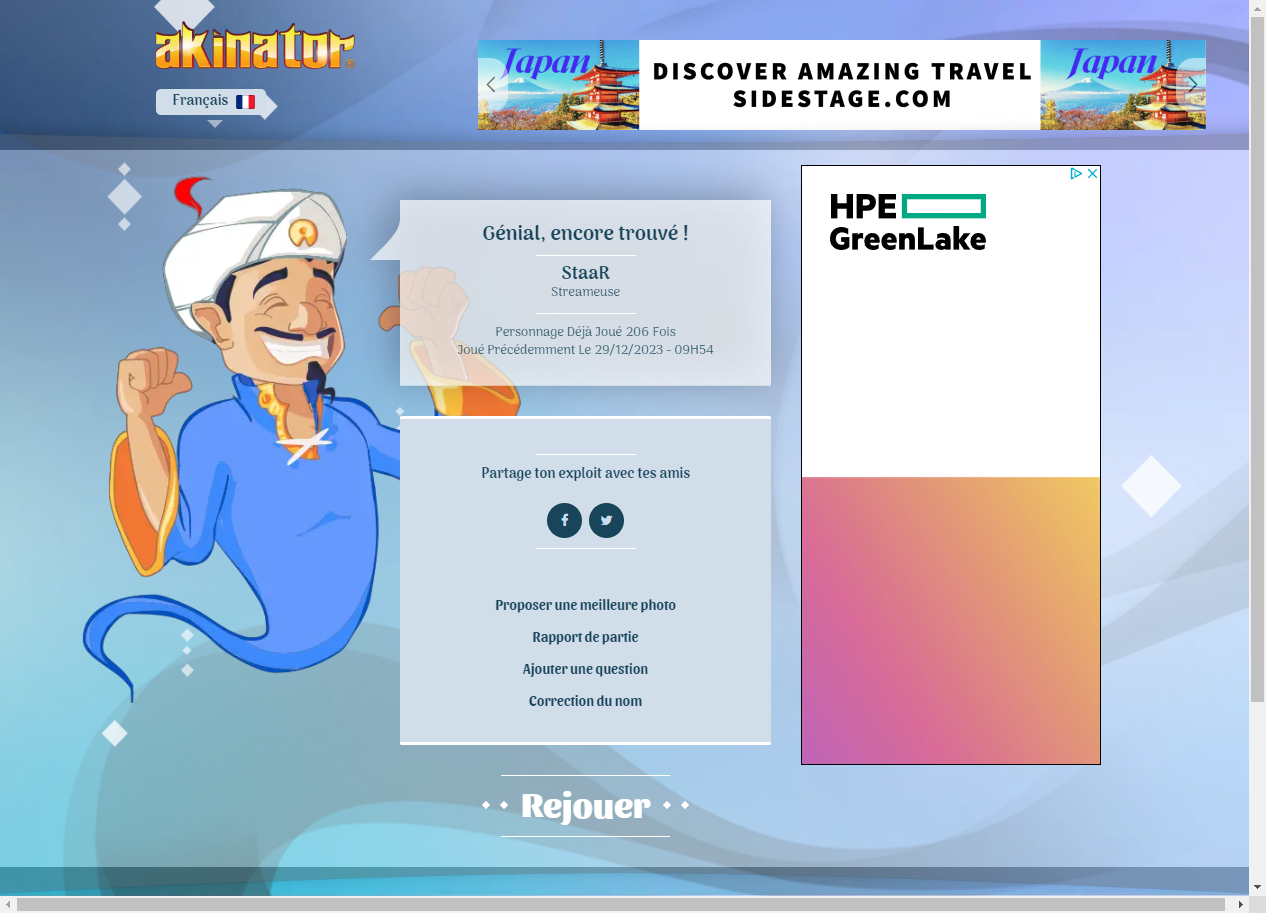 akinator
Français
Japan
DISCOVER AMAZING TRAVEL
SIDESTAGE.COM
Japan
Génial, encore trouvé !
StaaR
Streameuse
Personnage Déjà Joué 206 Fois
Joué Précédemment Le 29/12/2023 - 09H54
Partage ton exploit avec tes amis
Proposer une meilleure photo
Rapport de partie
Ajouter une question
Correction du nom
Rejouer
HPE
GreenLake